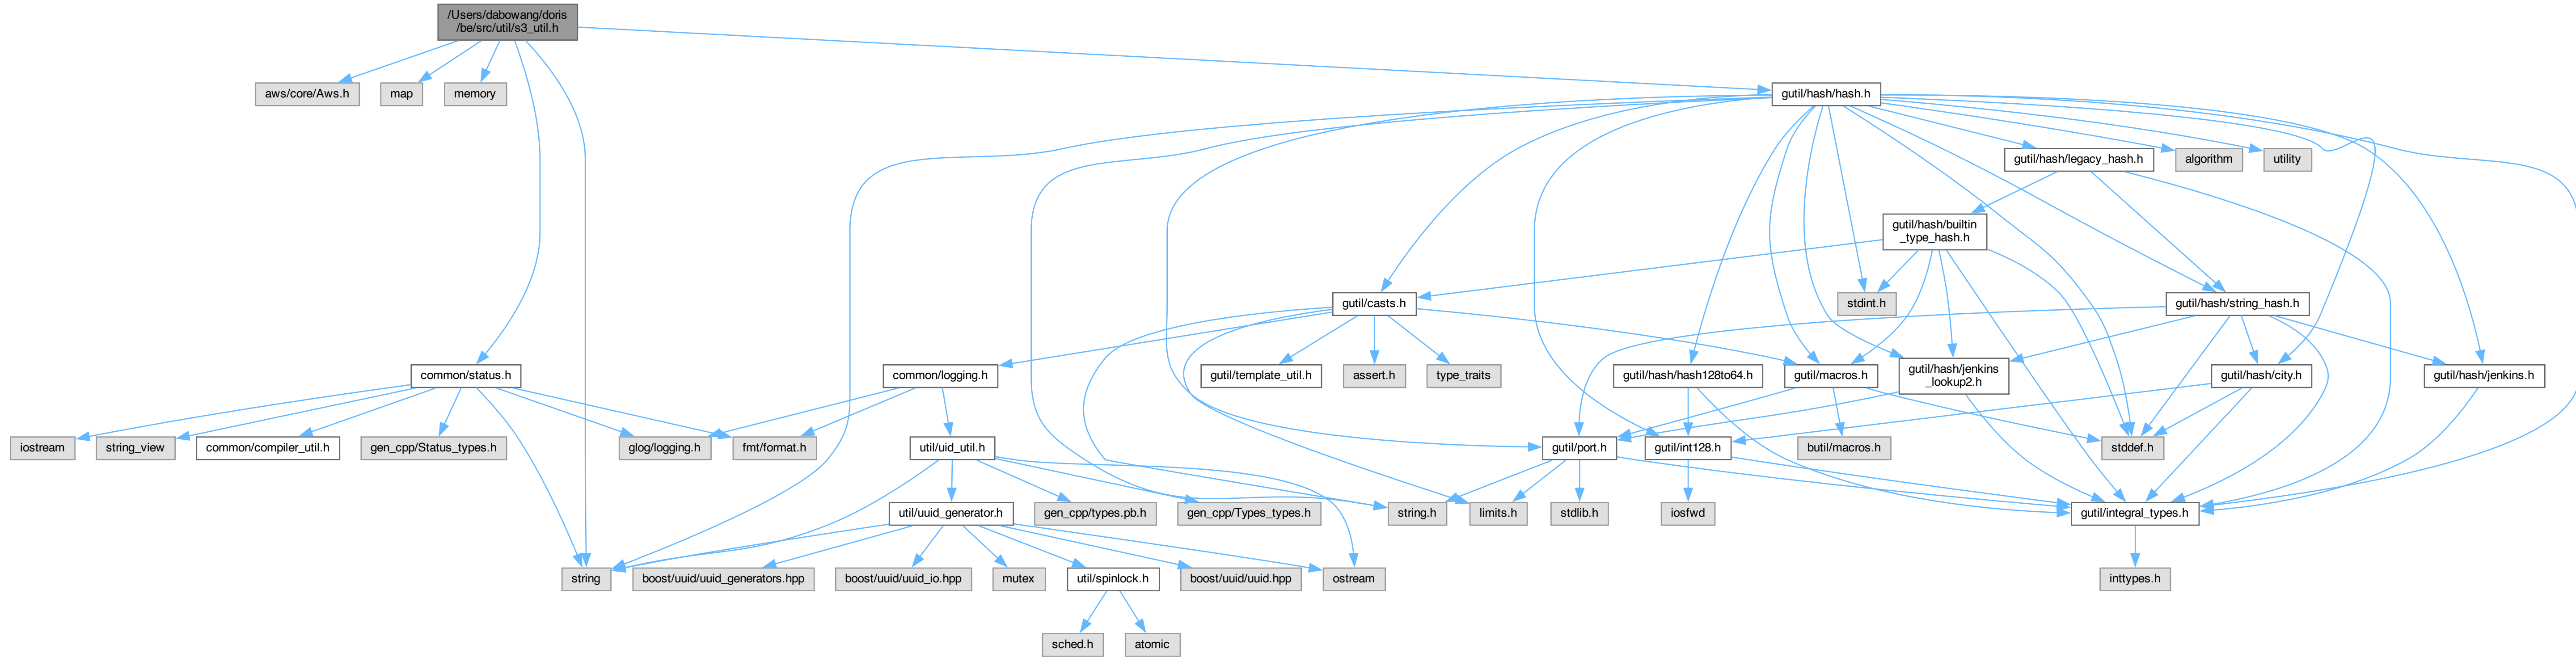 /Users/dabowang/doris
/be/src/util/s3_util.h
aws/core/Aws.h
map
memory
gutil/hash/hash.h
gutil/hash/legacy_hash.h
algorithm
utility
gutil/hash/builtin
_type_hash.h
gutil/casts.h
stdint.h
gutil/hash/string_hash.h
common/status.h
common/logging.h
gutil/template_util.h
assert.h
type_traits
gutil/hash/hash128to64.h
gutil/macros.h
gutil/hash/jenkins
_lookup2.h
gutil/hash/city.h
gutil/hash/jenkins.h
iostream
string_view
common/compiler_util.h
gen_cpp/Status_types.h
glog/logging.h
fmt/format.h
util/uid_util.h
gutil/port.h
gutil/int128.h
butil/macros.h
stddef.h
util/uuid_generator.h
gen_cpp/types.pb.h
gen_cpp/Types_types.h
string.h
limits.h
stdlib.h
iosfwd
gutil/integral_types.h
string
boost/uuid/uuid_generators.hpp
boost/uuid/uuid_io.hpp
mutex
util/spinlock.h
boost/uuid/uuid.hpp
ostream
inttypes.h
sched.h
atomic